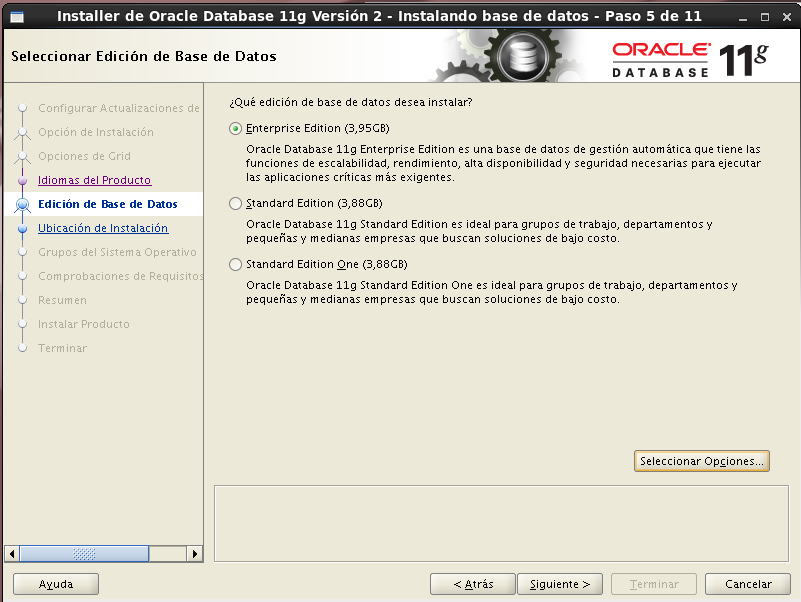 Installer de Oracle Database 11g Versión 2 - Instalando base de datos - Paso 5 de 11
Seleccionar Edición de Base de Datos
ORACLE
DATABASE
11g
Configurar Actualizaciones de
Opción de Instalación
Opciones de Grid
Idiomas del Producto
Edición de Base de Datos
Ubicación de Instalación
Grupos del Sistema Operativo
Comprobaciones de Requisitos
Resumen
Instalar Producto
Terminar
¿Qué edición de base de datos desea instalar?
Enterprise Edition (3,95GB)
Oracle Database 11g Enterprise Edition es una base de datos de gestión automática que tiene las
funciones de escalabilidad, rendimiento, alta disponibilidad y seguridad necesarias para ejecutar
las aplicaciones críticas más exigentes.
Standard Edition (3,88GB)
Oracle Database 11g Standard Edition es ideal para grupos de trabajo, departamentos y
pequeñas y medianas empresas que buscan soluciones de bajo costo.
Standard Edition One (3,88GB)
Oracle Database 11g Standard Edition One es ideal para grupos de trabajo, departamentos y
pequeñas y medianas empresas que buscan soluciones de bajo costo.
Seleccionar Opciones...
Ayuda
< Atrás
Siguiente >
Terminar
Cancelar